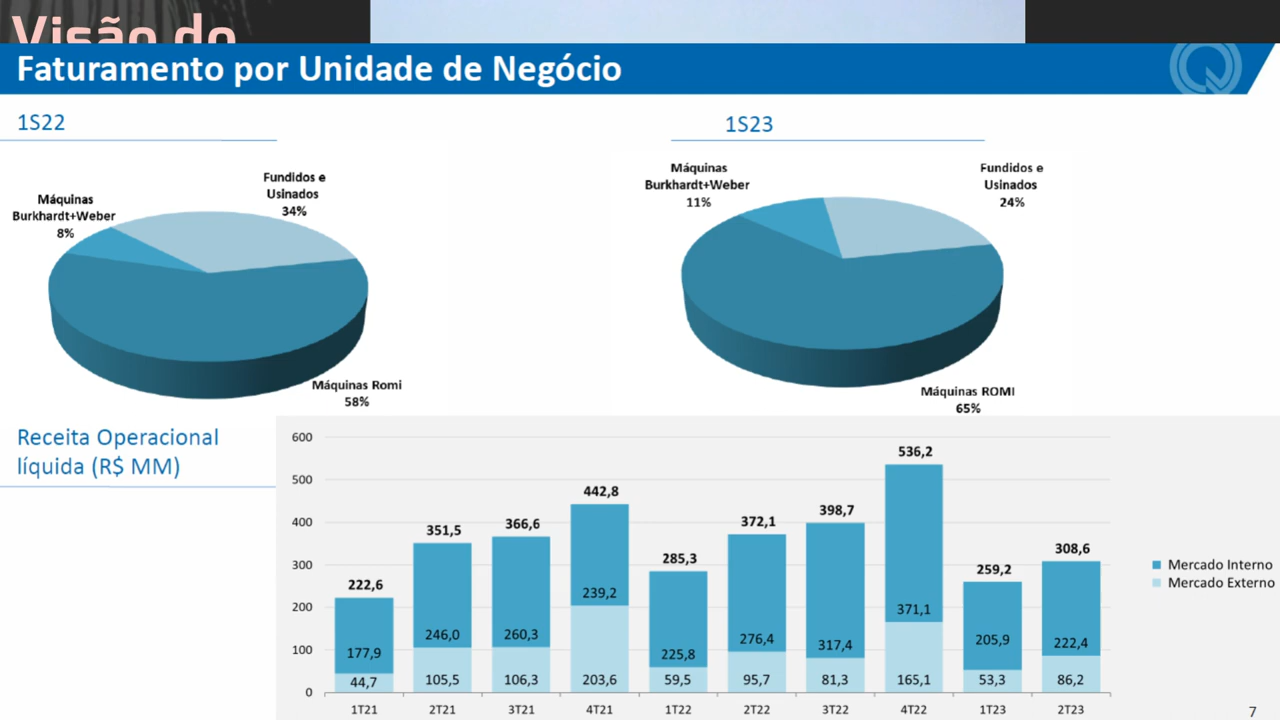 Visão do
Faturamento por Unidade de Negócio
1S22
1S23
Máquinas
Burkhardt+Weber
8%
Fundidos e
Usinados
34%
Máquinas Romi
58%
Máquinas
Burkhardt+Weber
11%
Fundidos e
Usinados
24%
Máquinas ROMI
65%
Receita Operacional
líquida (R$ MM)
600
500
400
300
200
100
0
222,6
351,5
366,6
442,8
285,3
372,1
398,7
536,2
259,2
308,6
177,9
246,0
260,3
239,2
225,8
276,4
317,4
371,1
205,9
222,4
44,7
105,5
106,3
203,6
59,5
95,7
81,3
165,1
53,3
86,2
1T21
2T21
3T21
4T21
1T22
2T22
3T22
4T22
1T23
2T23
Mercado Interno
Mercado Externo
7